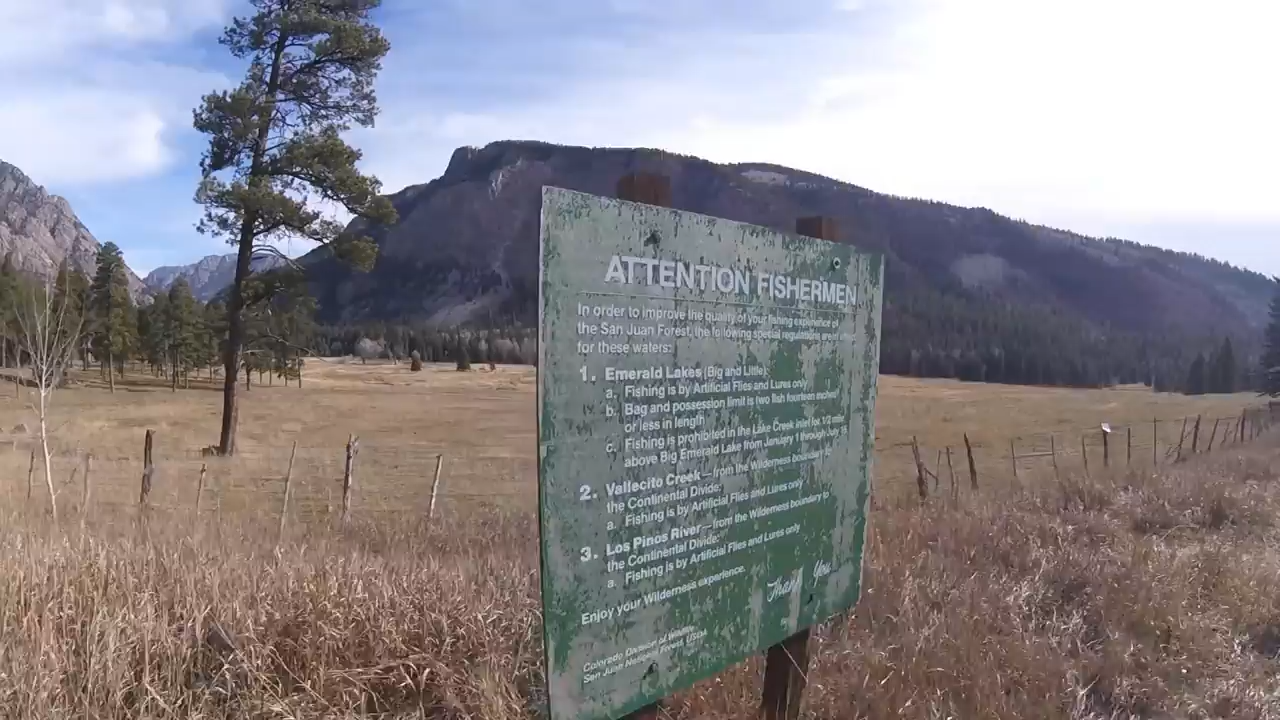 ATTENTION FISHERMEN
In order to improve the quality of your fishing experience of
the San Juan Forest, the following special regulations are in
for these waters:
1. Emerald Lakes (Big and Little):
a. Fishing is by Artificial Flies and Lures only
b. Bag and possession limit is two fish fourteen inches
or less in length
c. Fishing is prohibited in the Lake Creek inlet for 1/2 mile
above Big Emerald Lake from January 1 through July 15
2. Vallecito Creek—from the Wilderness boundary to
the Continental Divide:
a. Fishing is by Artificial Flies and Lures only
3. Los Pinos River—from the Wilderness boundary to
the Continental Divide:
a. Fishing is by Artificial Flies and Lures only
Enjoy your Wilderness experience.
Thank You
Colorado Division of Wildlife
San Juan National Forest, USDA